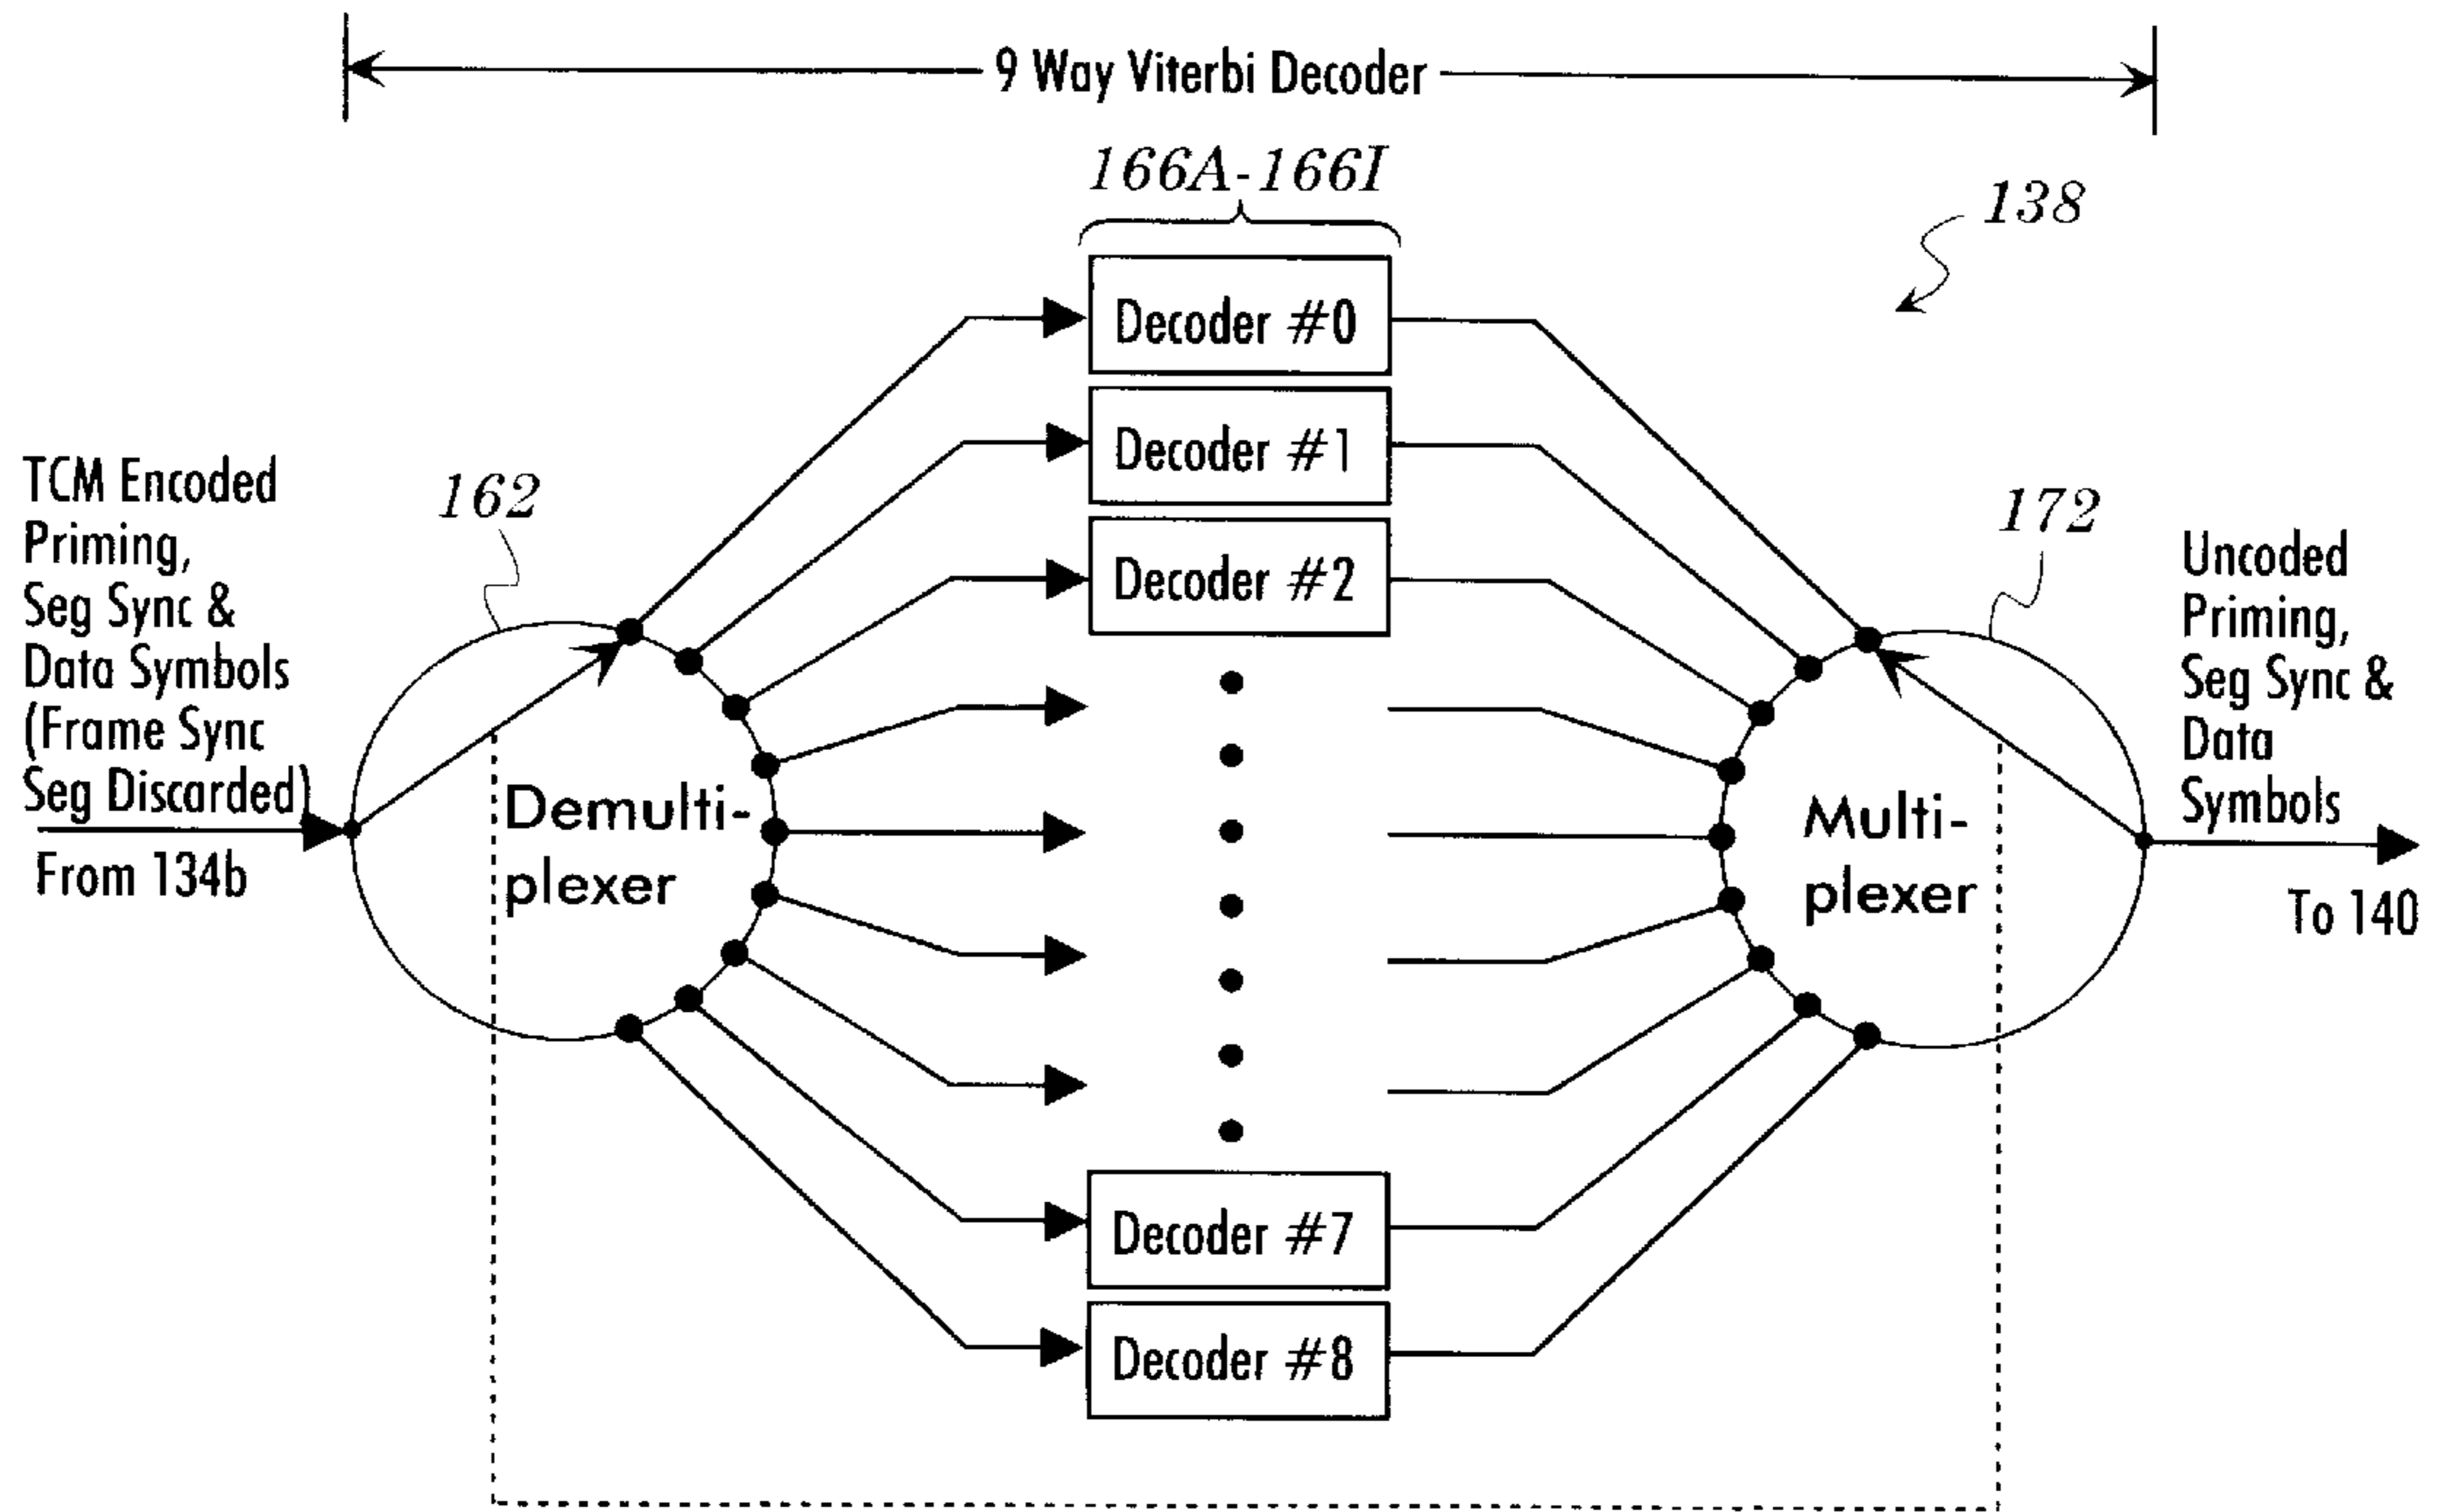 9 Way Viterbi Decoder
166A-166I
138
Decoder #0
Decoder #1
Decoder #2
TCM Encoded
Priming,
Seg Sync &
Data Symbols
(Frame Sync
Seg Discarded)
From 134b
162
Demulti-
plexer
172
Multi-
plexer
Uncoded
Priming,
Seg Sync &
Data
Symbols
To 140
Decoder #7
Decoder #8